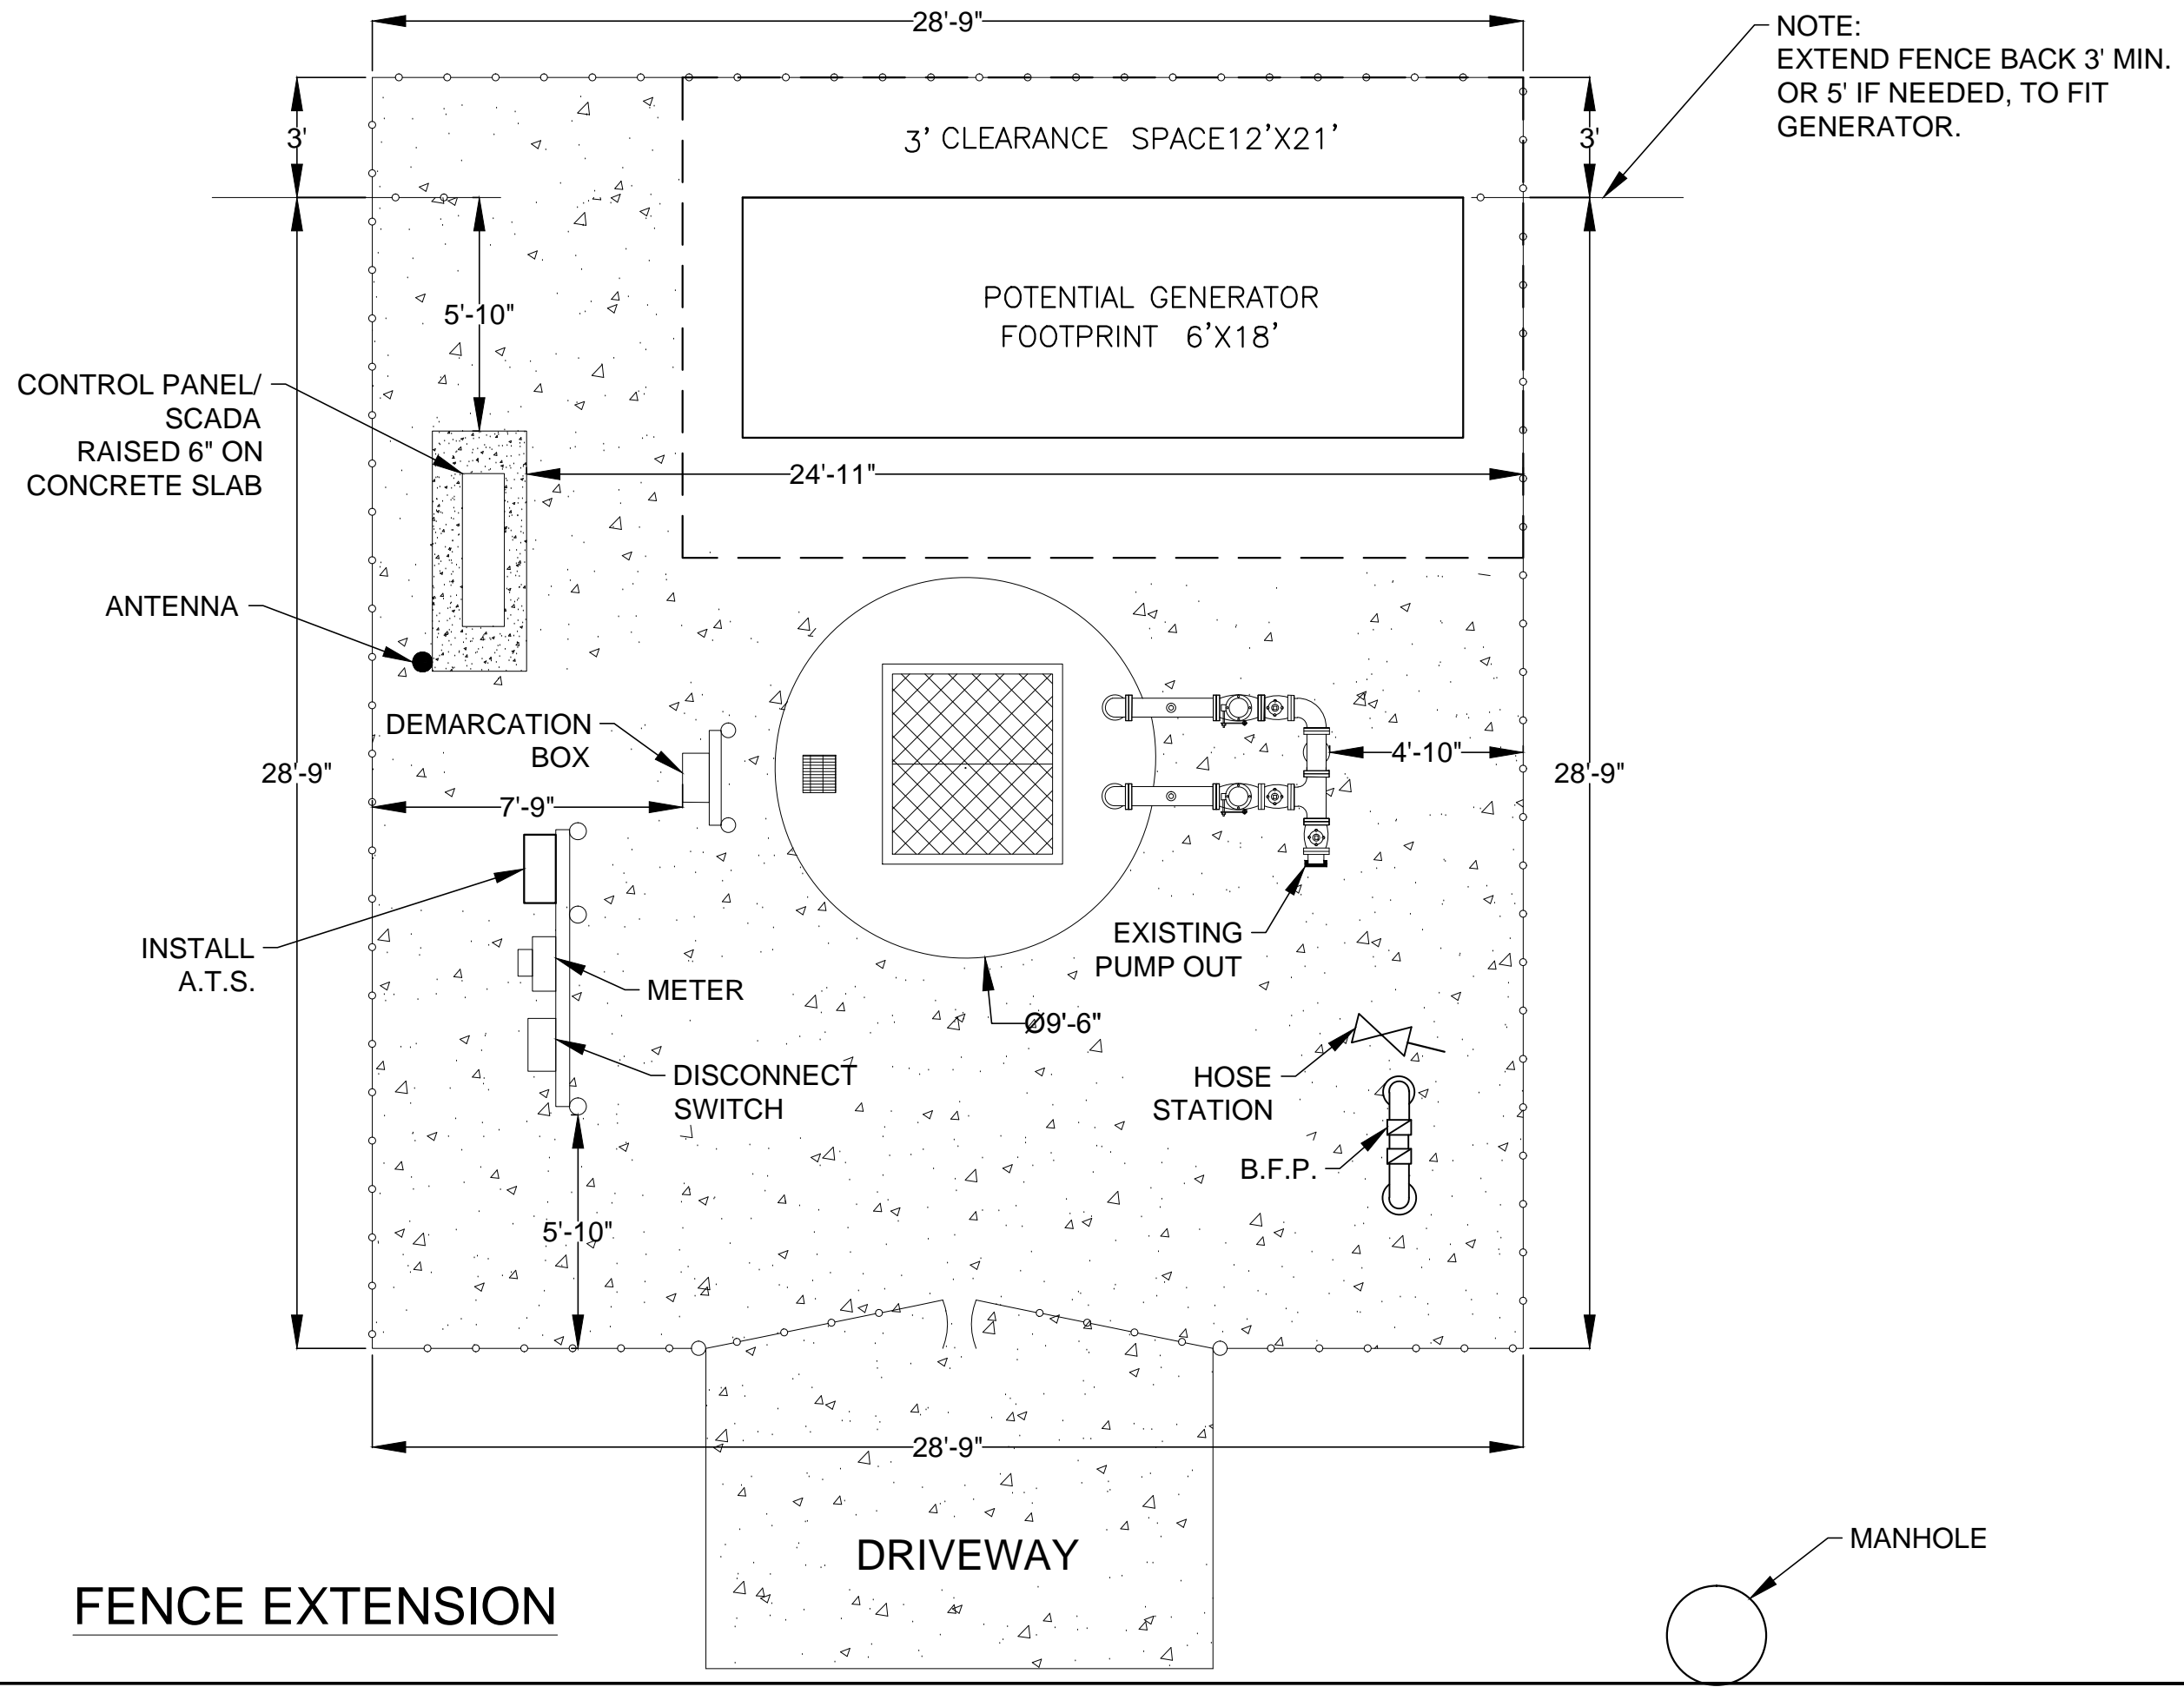 28'-9"
NOTE:
EXTEND FENCE BACK 3' MIN.
OR 5' IF NEEDED, TO FIT
GENERATOR.
3'
3' CLEARANCE SPACE12'X21'
3'
POTENTIAL GENERATOR
FOOTPRINT 6'X18'
5'-10"
CONTROL PANEL/
SCADA
RAISED 6" ON
CONCRETE SLAB
24'-11"
ANTENNA
DEMARCATION
BOX
4'-10"
28'-9"
28'-9"
7'-9"
INSTALL
A.T.S.
EXISTING
PUMP OUT
METER
Ø9'-6"
DISCONNECT
SWITCH
HOSE
STATION
B.F.P.
5'-10"
28'-9"
DRIVEWAY
MANHOLE
FENCE EXTENSION